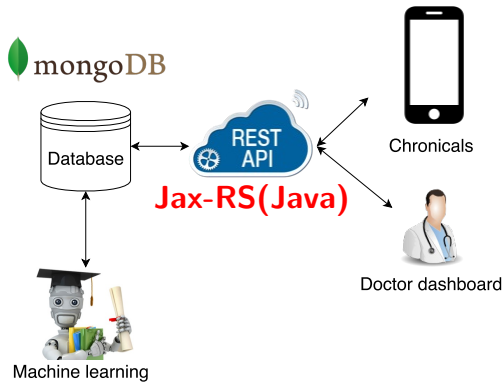 mongoDB
Database
REST
API
Jax-RS(Java)
Chronicals
Doctor dashboard
Machine learning